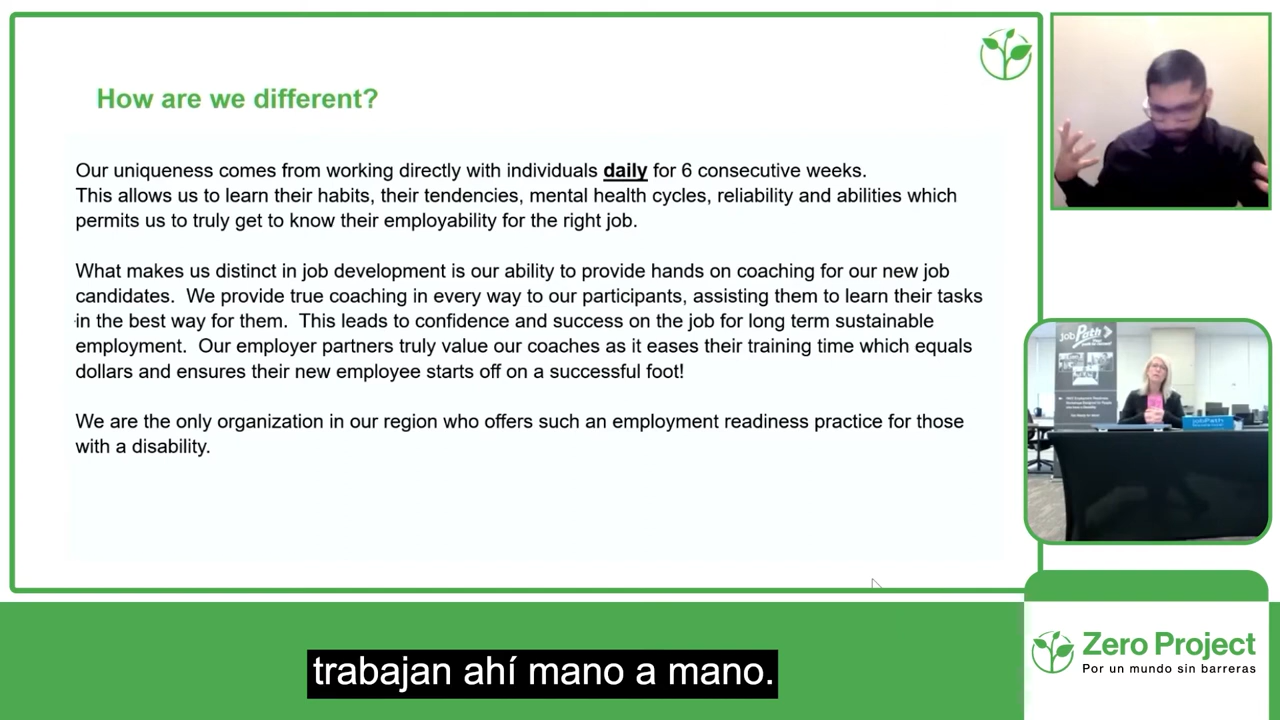 How are we different?
Our uniqueness comes from working directly with individuals daily for 6 consecutive weeks.
This allows us to learn their habits, their tendencies, mental health cycles, reliability and abilities which
permits us to truly get to know their employability for the right job.
What makes us distinct in job development is our ability to provide hands on coaching for our new job
candidates.  We provide true coaching in every way to our participants, assisting them to learn their tasks
in the best way for them.  This leads to confidence and success on the job for long term sustainable
employment.  Our employer partners truly value our coaches as it eases their training time which equals
dollars and ensures their new employee starts off on a successful foot!
We are the only organization in our region who offers such an employment readiness practice for those
with a disability.
JobPath
JobPath
Zero Project
Por un mundo sin barreras
trabajan ahí mano a mano.